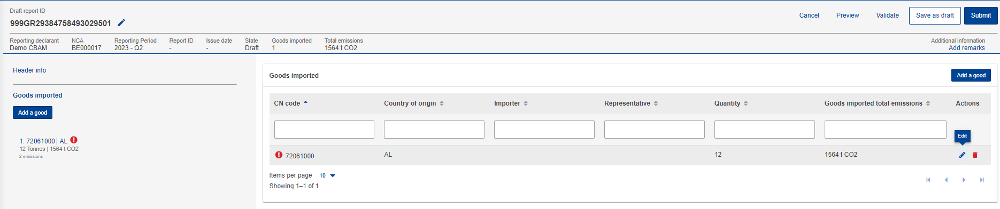 Draft report ID
999GR29384758493029501
Cancel Preview Validate Save as draft Submit
Reporting declarant NCA Reporting Period Report ID Issue date State Goods imported Total emissions
Demo CBAM BE000017 2023 - Q2 - - Draft 1 1564 t CO2
Additional information
Add remarks
Header info
Goods imported
Add a good
1. 72061000 | AL
12 Tonnes | 1564 t CO2
2 emissions
Goods imported Add a good
CN code Country of origin Importer Representative Quantity Goods imported total emissions Actions
Edit
72061000 AL 12 1564 t CO2
Items per page 10
Showing 1–1 of 1